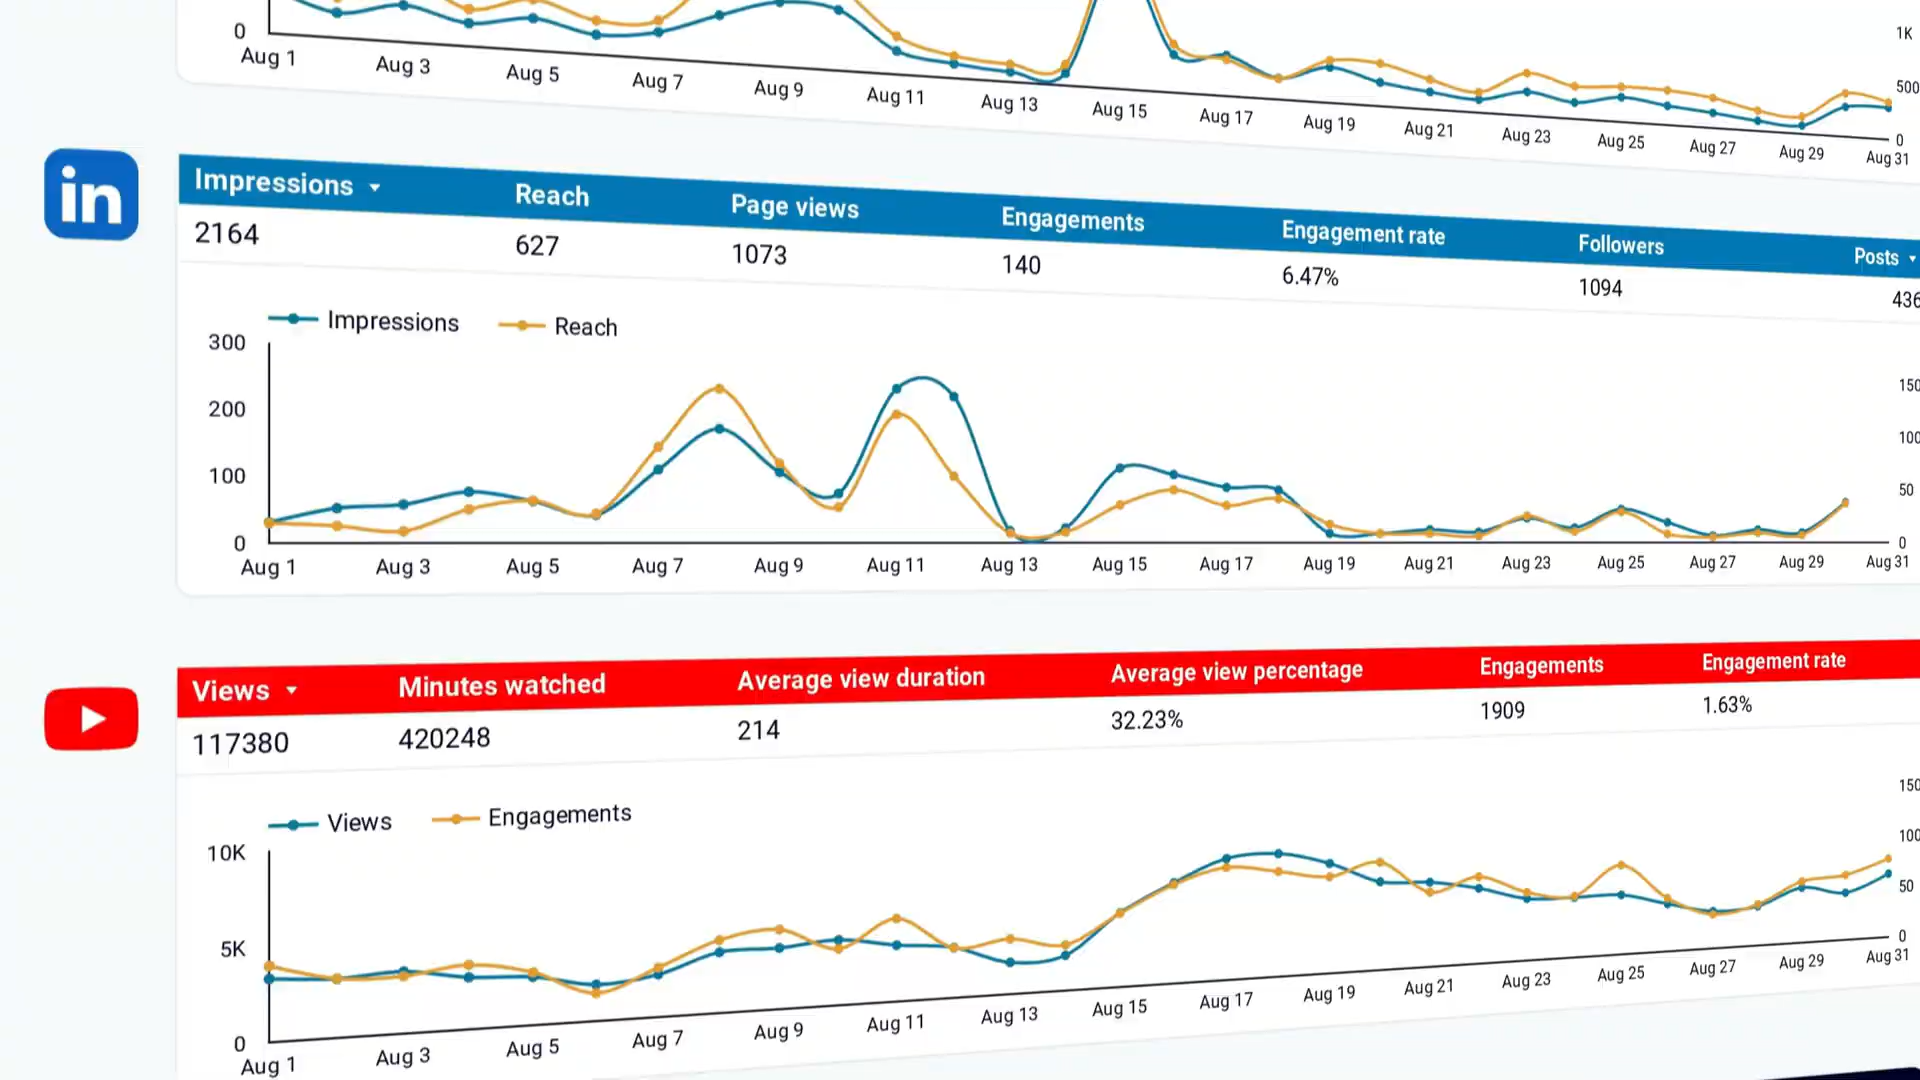 0
1K
500
0
Aug 1 Aug 3 Aug 5 Aug 7 Aug 9 Aug 11 Aug 13 Aug 15 Aug 17 Aug 19 Aug 21 Aug 23 Aug 25 Aug 27 Aug 29 Aug 31
in
Impressions Reach Page views Engagements Engagement rate Followers Posts
2164 627 1073 140 6.47% 1094 436
Impressions Reach
300
200
100
0
150
100
50
0
Aug 1 Aug 3 Aug 5 Aug 7 Aug 9 Aug 11 Aug 13 Aug 15 Aug 17 Aug 19 Aug 21 Aug 23 Aug 25 Aug 27 Aug 29 Aug 31
Views Minutes watched Average view duration Average view percentage Engagements Engagement rate
117380 420248 214 32.23% 1909 1.63%
Views Engagements
10K
5K
0
150
100
50
0
Aug 1 Aug 3 Aug 5 Aug 7 Aug 9 Aug 11 Aug 13 Aug 15 Aug 17 Aug 19 Aug 21 Aug 23 Aug 25 Aug 27 Aug 29 Aug 31